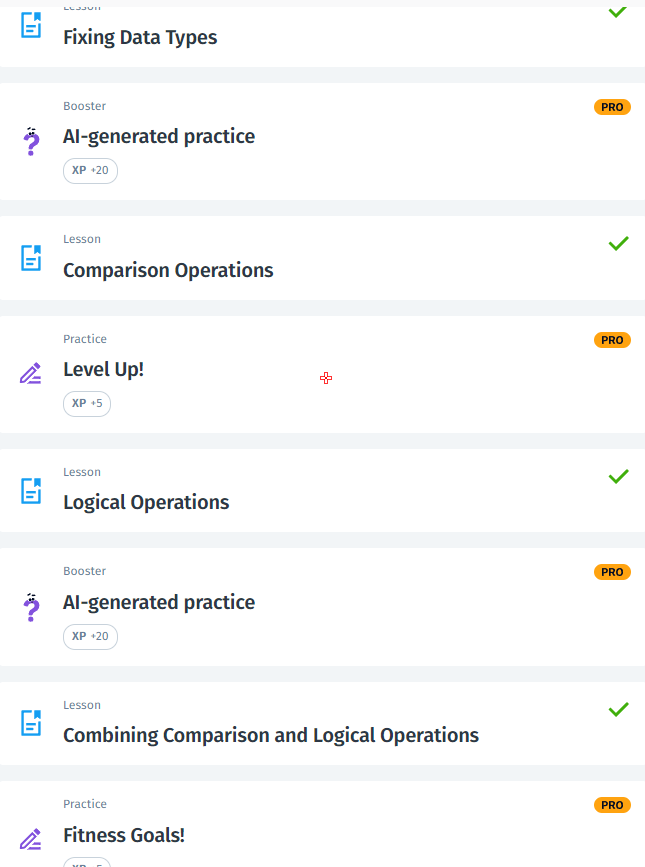 Lesson
Fixing Data Types
Booster
PRO
AI-generated practice
XP +20
Lesson
Comparison Operations
Practice
PRO
Level Up!
XP +5
Lesson
Logical Operations
Booster
PRO
AI-generated practice
XP +20
Lesson
Combining Comparison and Logical Operations
Practice
PRO
Fitness Goals!